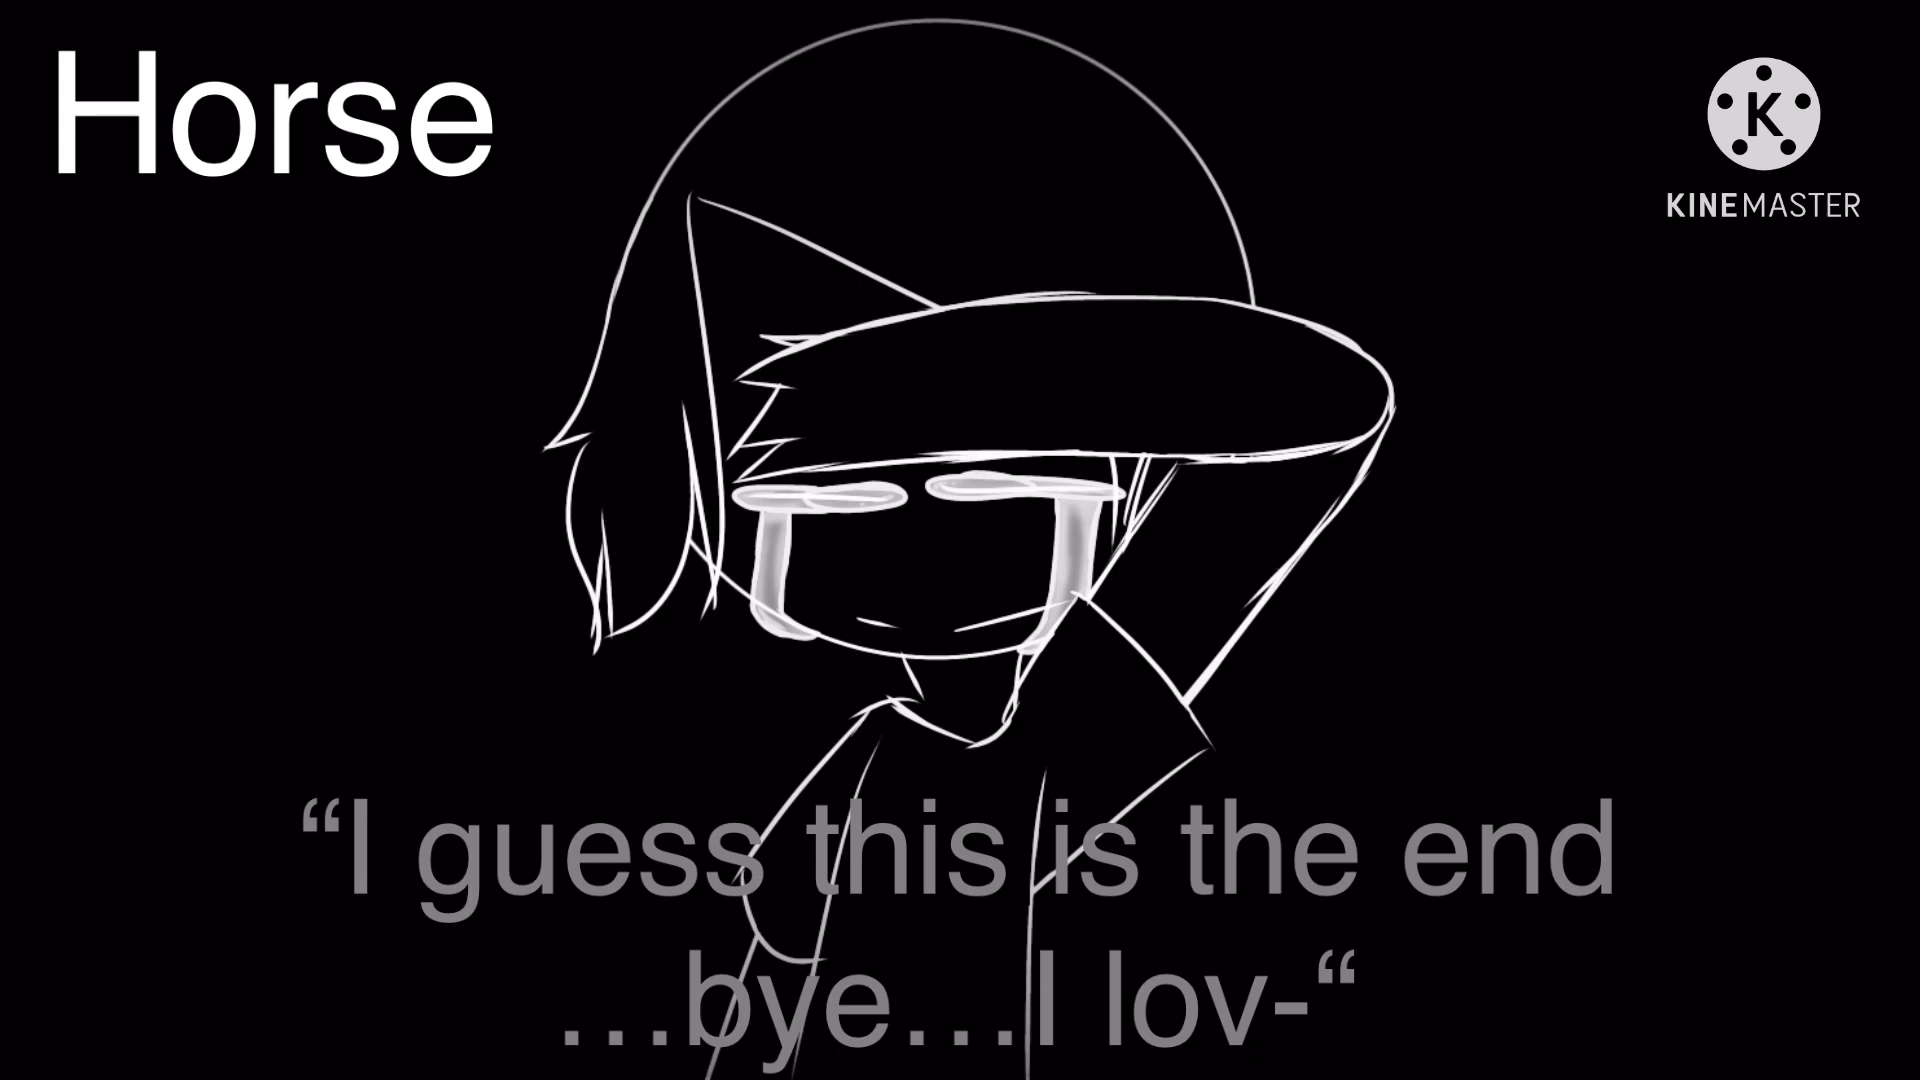 Horse
K
KINEMASTER
“I guess this is the end
...bye...I lov-“